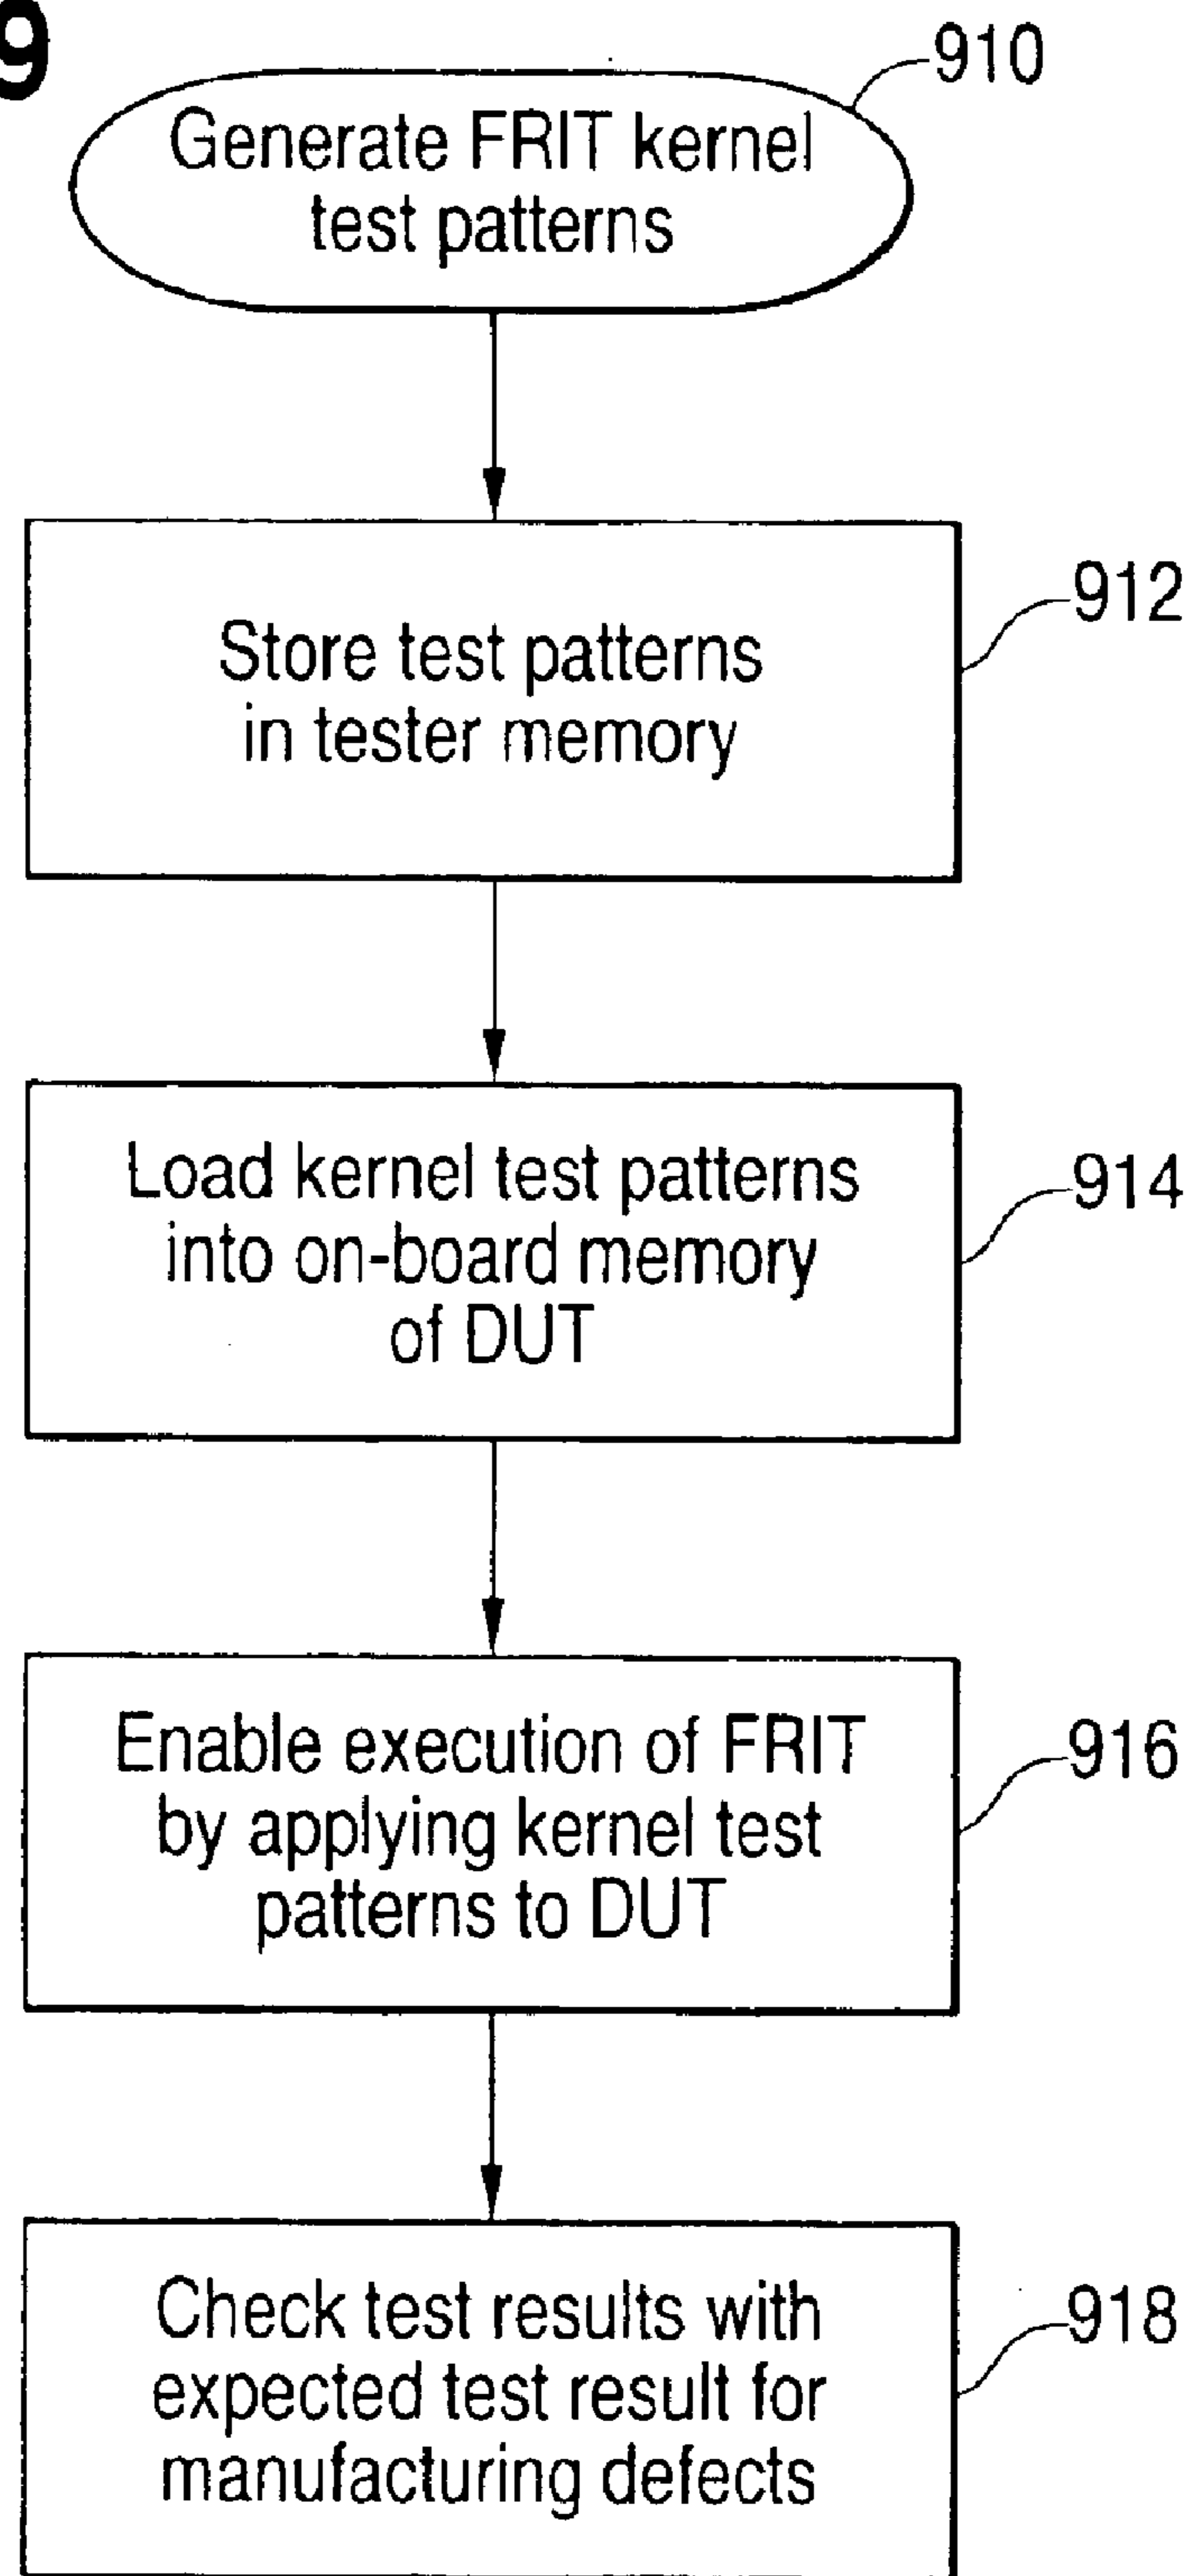 9
910
Generate FRIT kernel
test patterns
912
Store test patterns
in tester memory
914
Load kernel test patterns
into on-board memory
of DUT
916
Enable execution of FRIT
by applying kernel test
patterns to DUT
918
Check test results with
expected test result for
manufacturing defects